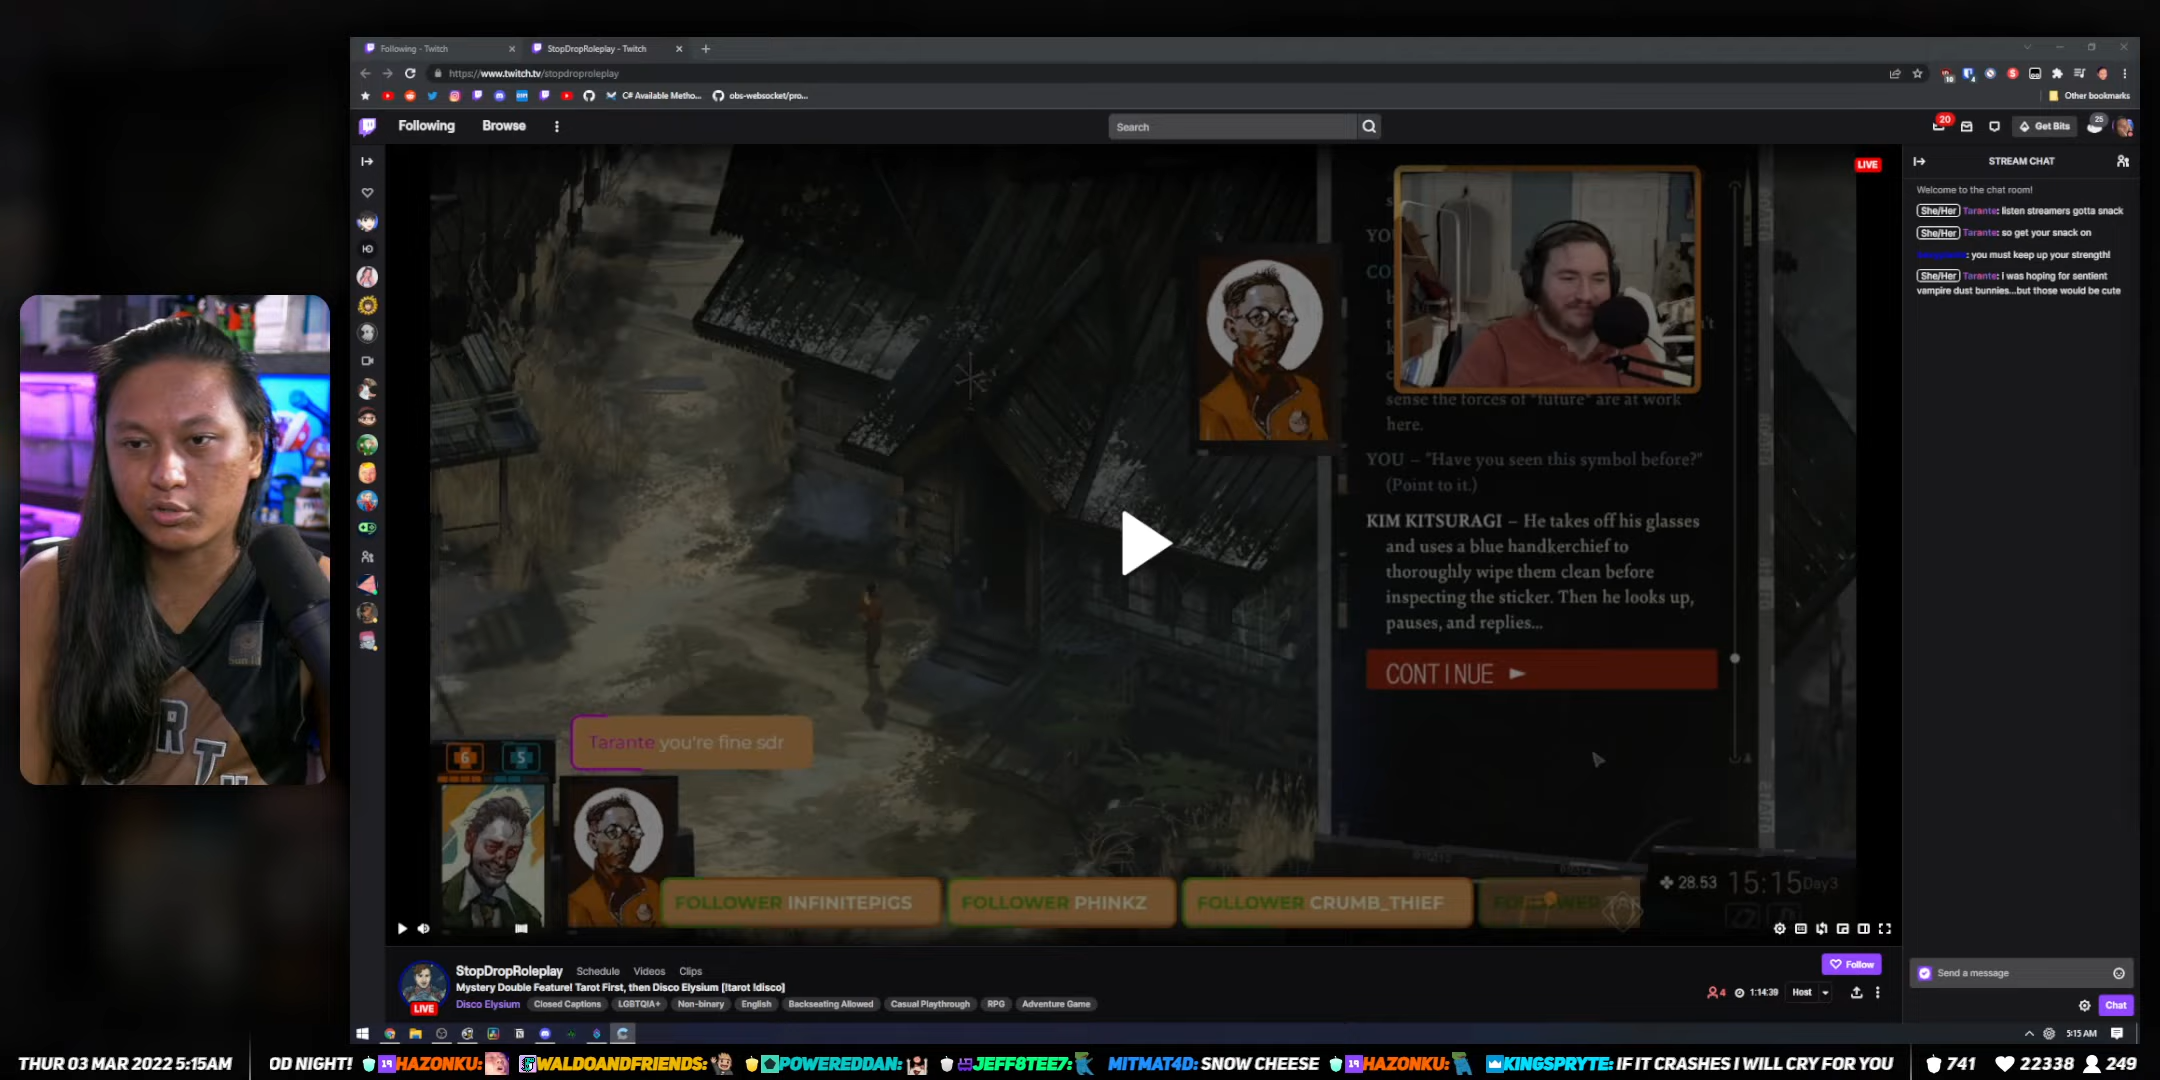 Following - Twitch
StopDropRoleplay - Twitch
https://www.twitch.tv/stopdroproleplay
C# Available Metho...
obs-websocket/pro...
Other bookmarks
Following
Browse
Search
20
Get Bits
25
LIVE
STREAM CHAT
Welcome to the chat room!
She/Her Tarante: listen streamers gotta snack
She/Her Tarante: so get your snack on
: you must keep up your strength!
She/Her Tarante: i was hoping for sentient
vampire dust bunnies...but those would be cute
sense the forces of "future" are at work
here.
YOU – "Have you seen this symbol before?"
(Point to it.)
KIM KITSURAGI – He takes off his glasses
and uses a blue handkerchief to
thoroughly wipe them clean before
inspecting the sticker. Then he looks up,
pauses, and replies...
CONTINUE
Tarante you're fine sdr
6
5
FOLLOWER INFINITEPIGS
FOLLOWER PHINKZ
FOLLOWER CRUMB_THIEF
28.53
15:15 Day3
StopDropRoleplay
Schedule
Videos
Clips
Follow
Mystery Double Feature! Tarot First, then Disco Elysium [!tarot !disco]
Disco Elysium
Closed Captions
LGBTQIA+
Non-binary
English
Backseating Allowed
Casual Playthrough
RPG
Adventure Game
LIVE
4
1:14:39
Host
Send a message
Chat
5:15 AM
THUR 03 MAR 2022 5:15AM
OD NIGHT! 19 HAZONKU: WALDOANDFRIENDS: POWEREDDAN: JEFF8TEE7: MITMAT4D: SNOW CHEESE 19 HAZONKU: KINGSPRYTE: IF IT CRASHES I WILL CRY FOR YOU
741
22338
249